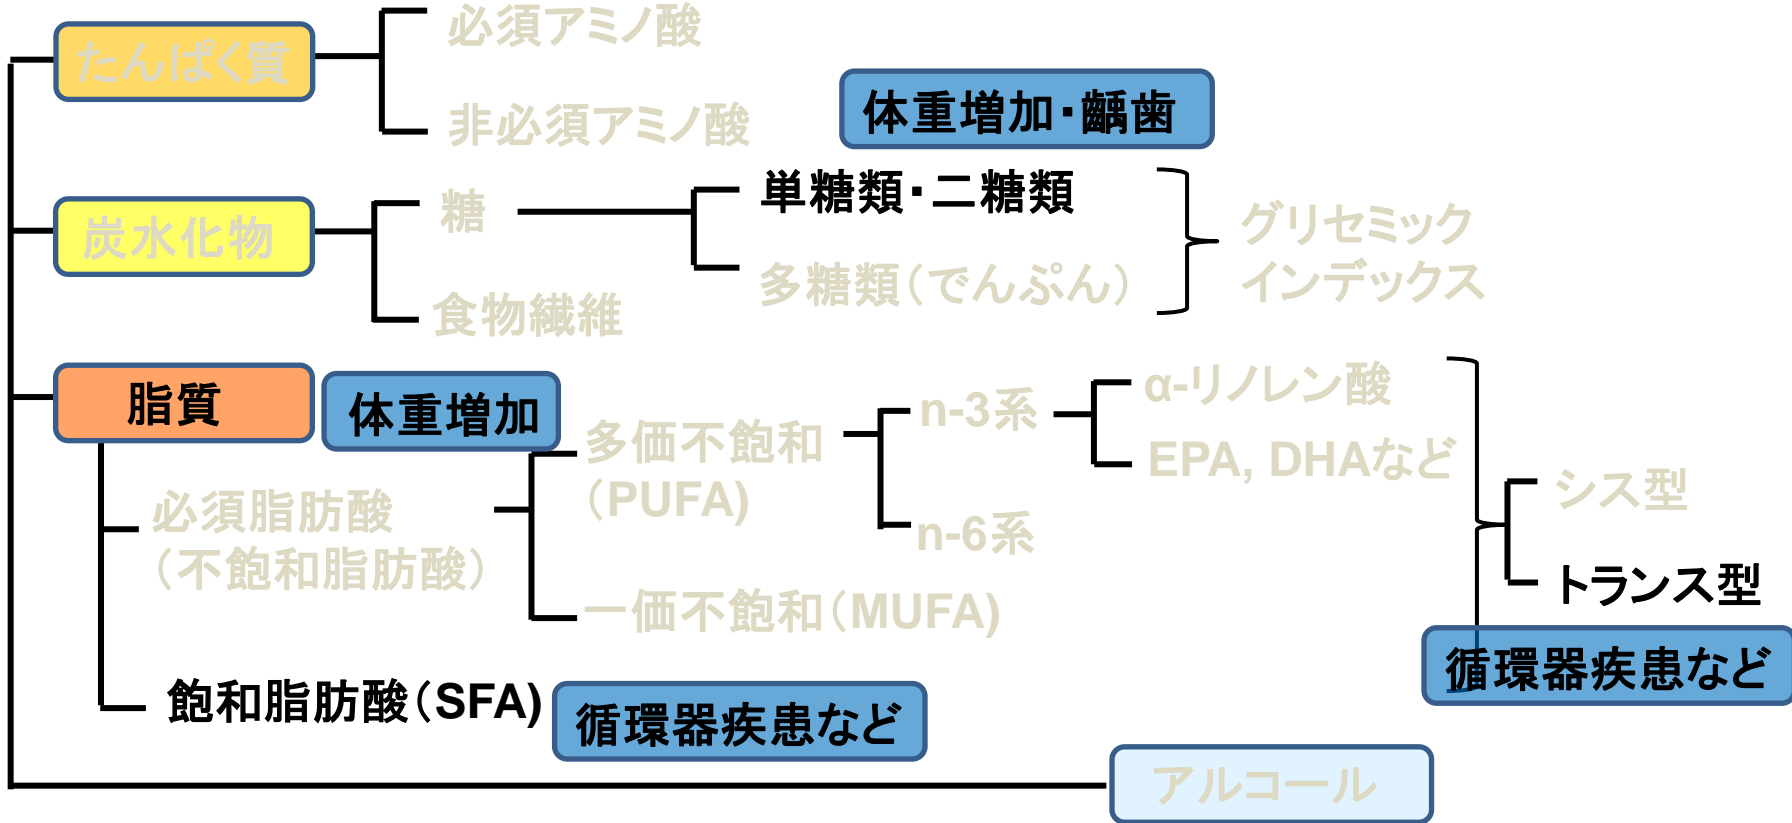 たんぱく質
必須アミノ酸
非必須アミノ酸
体重増加・齲歯
炭水化物
糖
単糖類・二糖類
多糖類（でんぷん）
グリセミック
インデックス
食物繊維
脂質
体重増加
必須脂肪酸
（不飽和脂肪酸）
多価不飽和
（PUFA)
n-3系
α-リノレン酸
EPA, DHAなど
n-6系
一価不飽和（MUFA)
シス型
トランス型
循環器疾患など
飽和脂肪酸（SFA)
循環器疾患など
アルコール